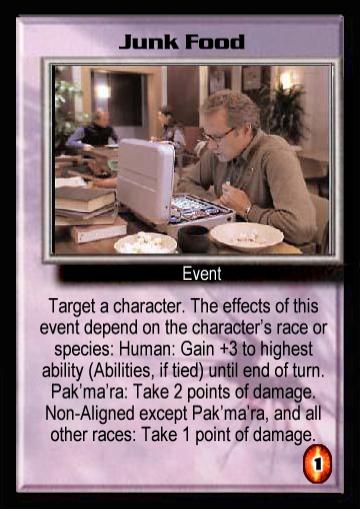 Junk Food
Event
Target a character. The effects of this
event depend on the character's race or
species: Human: Gain +3 to highest
ability (Abilities, if tied) until end of turn.
Pak'ma'ra: Take 2 points of damage.
Non-Aligned except Pak'ma'ra, and all
other races: Take 1 point of damage.
1